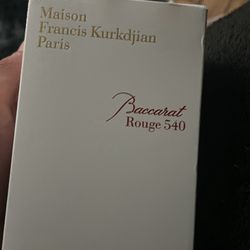 Maison
Francis Kurkdjian
Paris
Baccarat
Rouge 540